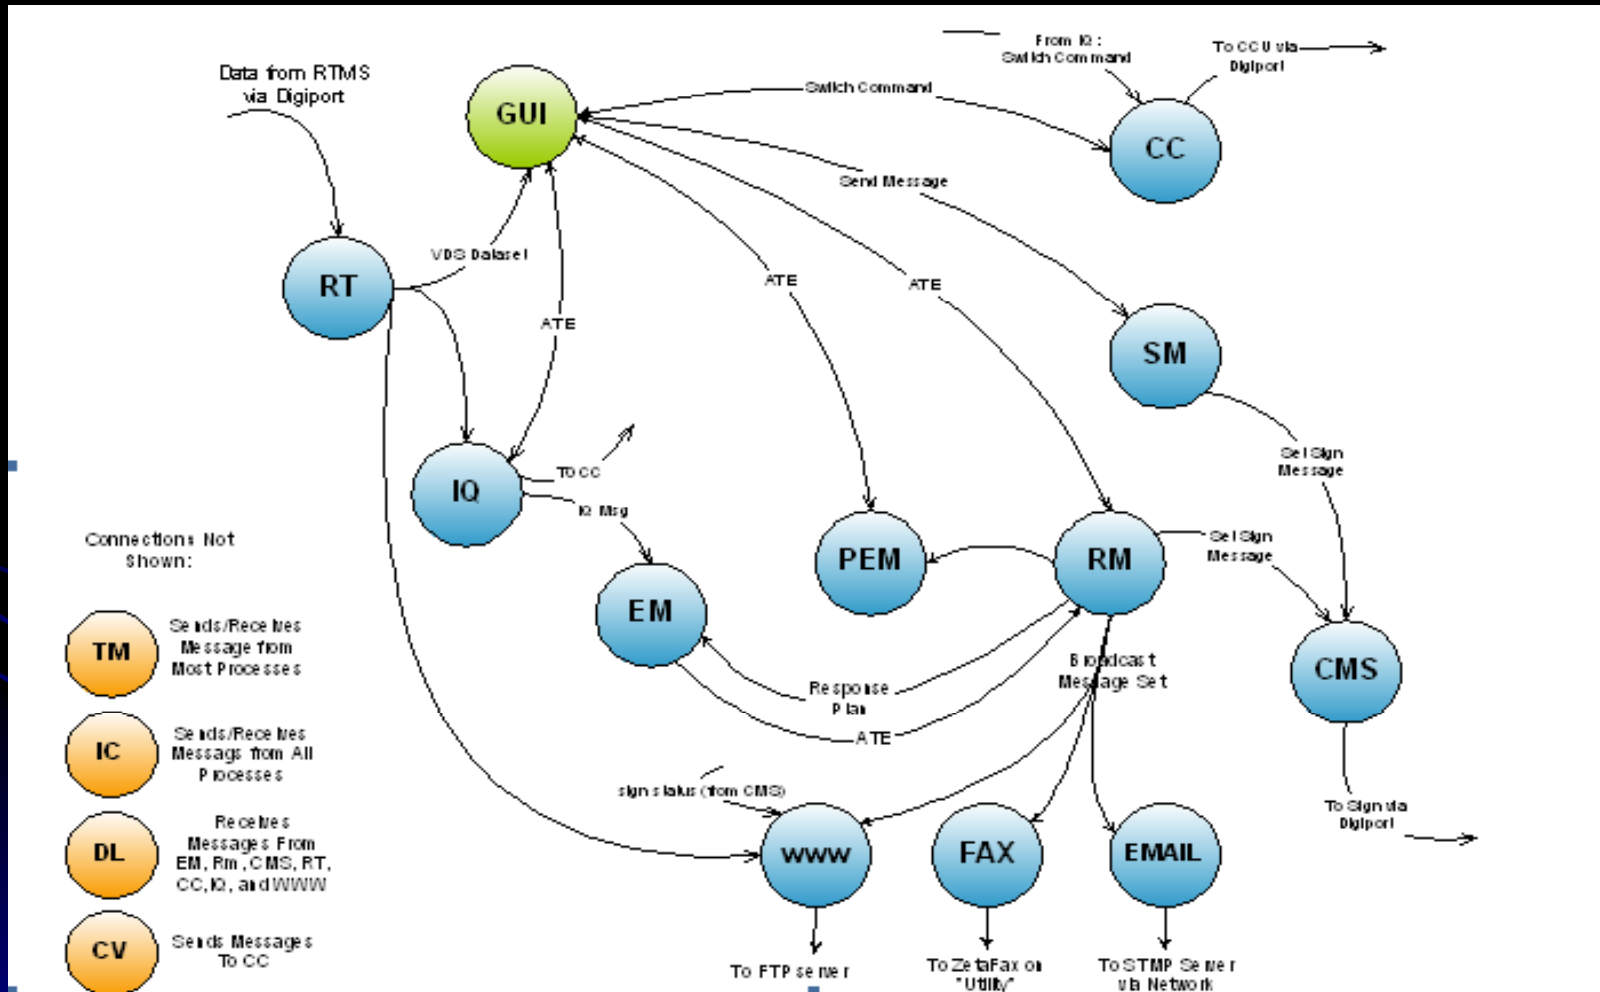 Data from RTMS
via Digiport
GUI
Switch Command
From IQ:
Switch Command
To CCU via
Digiport
CC
Send Message
VDS Dataset
RT
ATE
ATE
ATE
SM
Set Sign
Message
IQ
To CC
IQ Msg
Connections Not
Shown:
PEM
RM
Set Sign
Message
EM
TM
Sends/Receives
Message from
Most Processes
Broadcast
Message Set
CMS
Response
Plan
ATE
IC
Sends/Receives
Messags from All
Processes
sign status (from CMS)
To Sign via
Digiport
DL
Receives
Messages From
EM, Rm, CMS, RT,
CC, IQ, and WWW
www
FAX
EMAIL
CV
Sends Messages
To CC
To FTP server
To ZetaFax on
"Utility"
To STMP Server
via Network